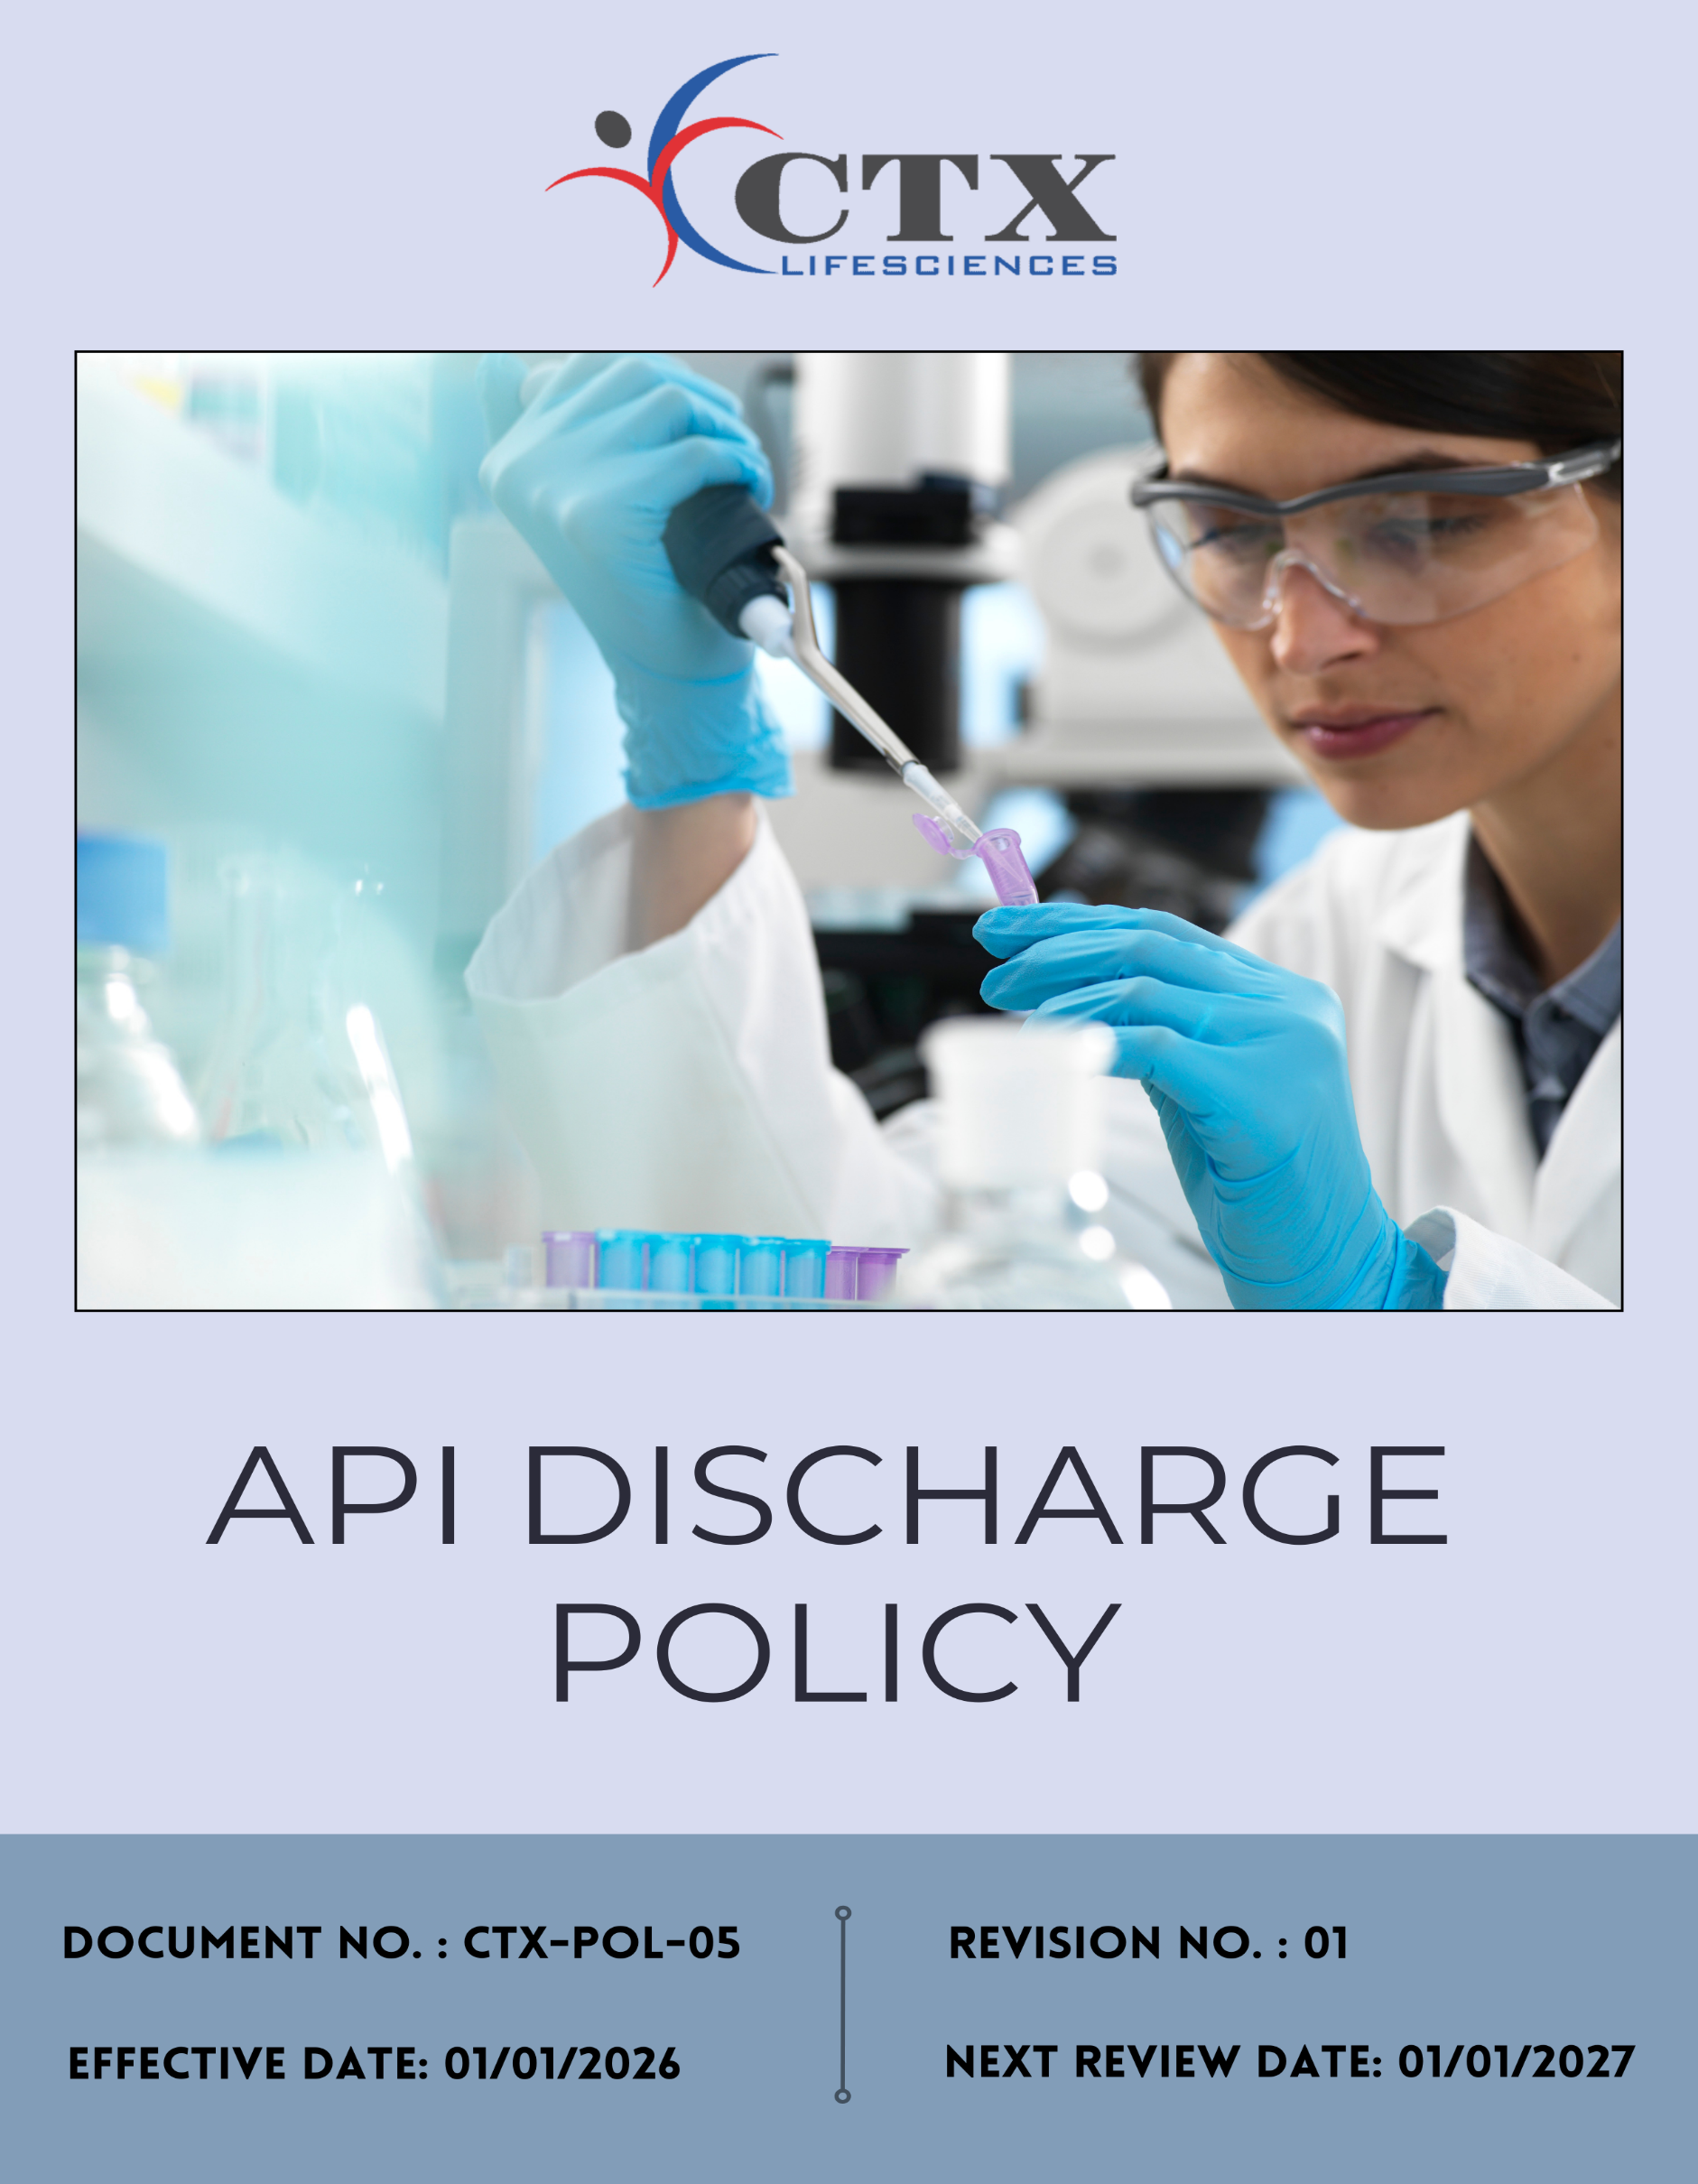 CTX
LIFESCIENCES
API DISCHARGE
POLICY
DOCUMENT NO. : CTX-POL-05
REVISION NO. : 01
EFFECTIVE DATE: 01/01/2026
NEXT REVIEW DATE: 01/01/2027